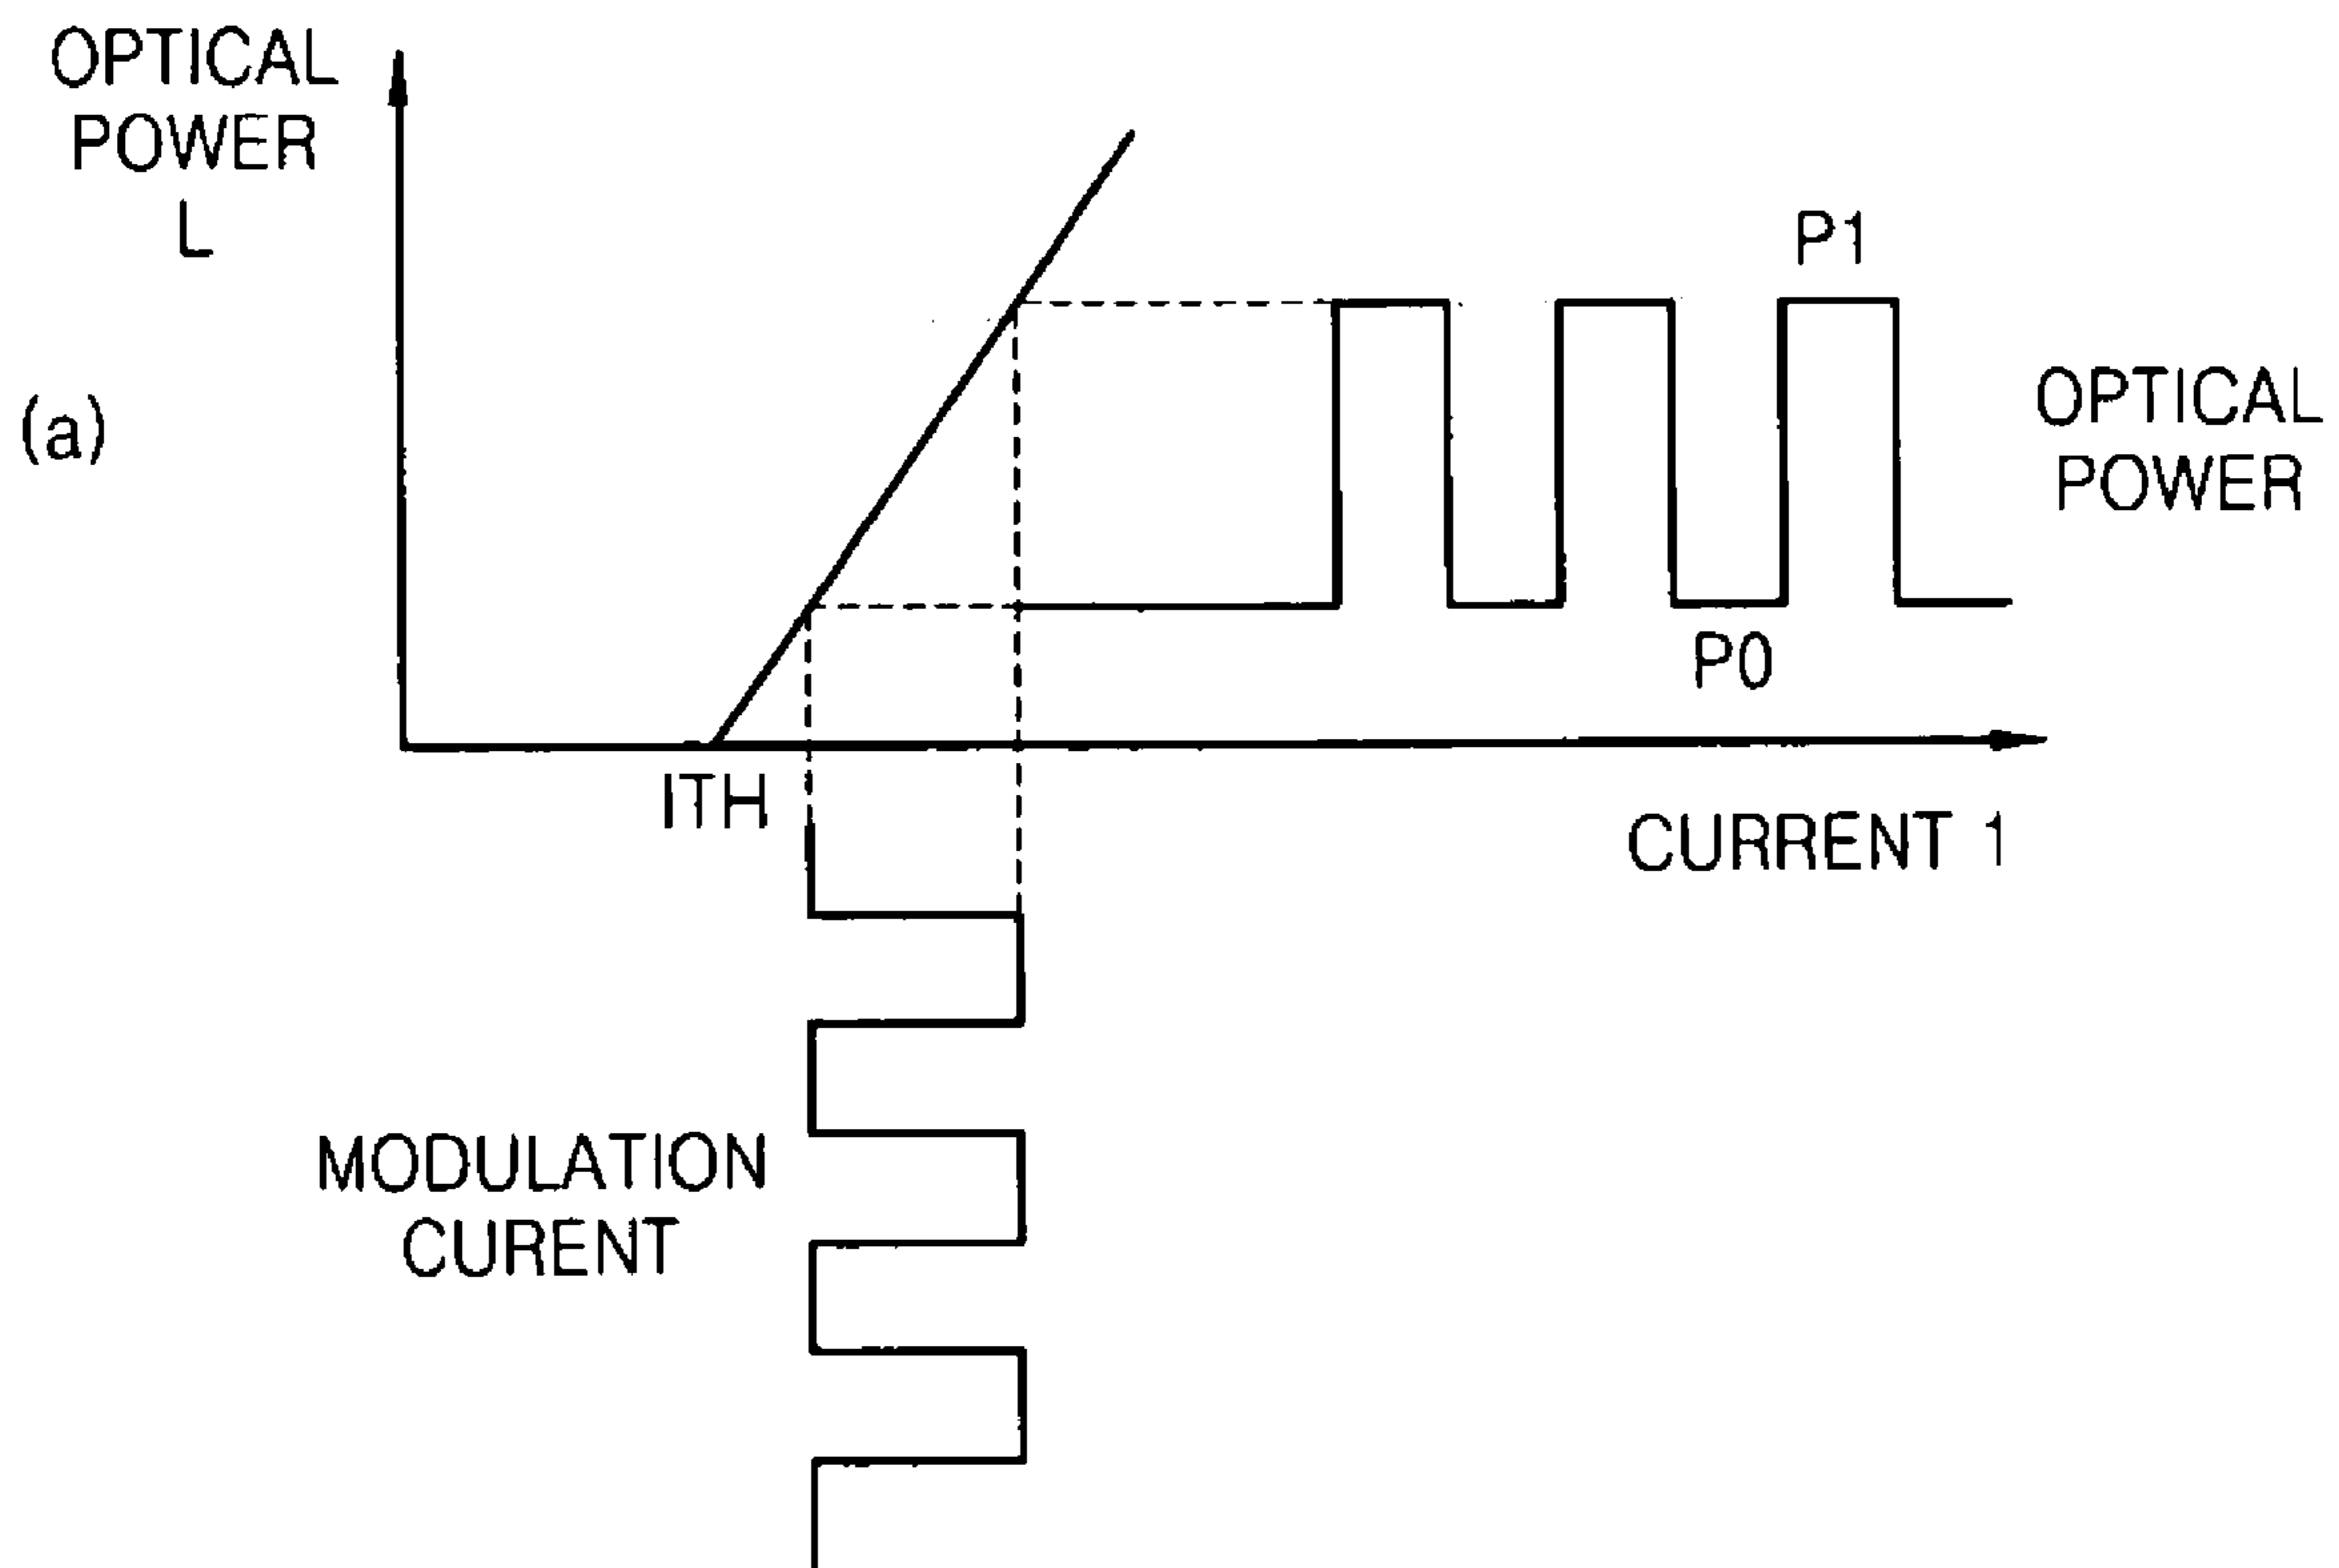 OPTICAL
POWER
L
(a)
P1
OPTICAL
POWER
P0
ITH
CURRENT 1
MODULATION
CURENT